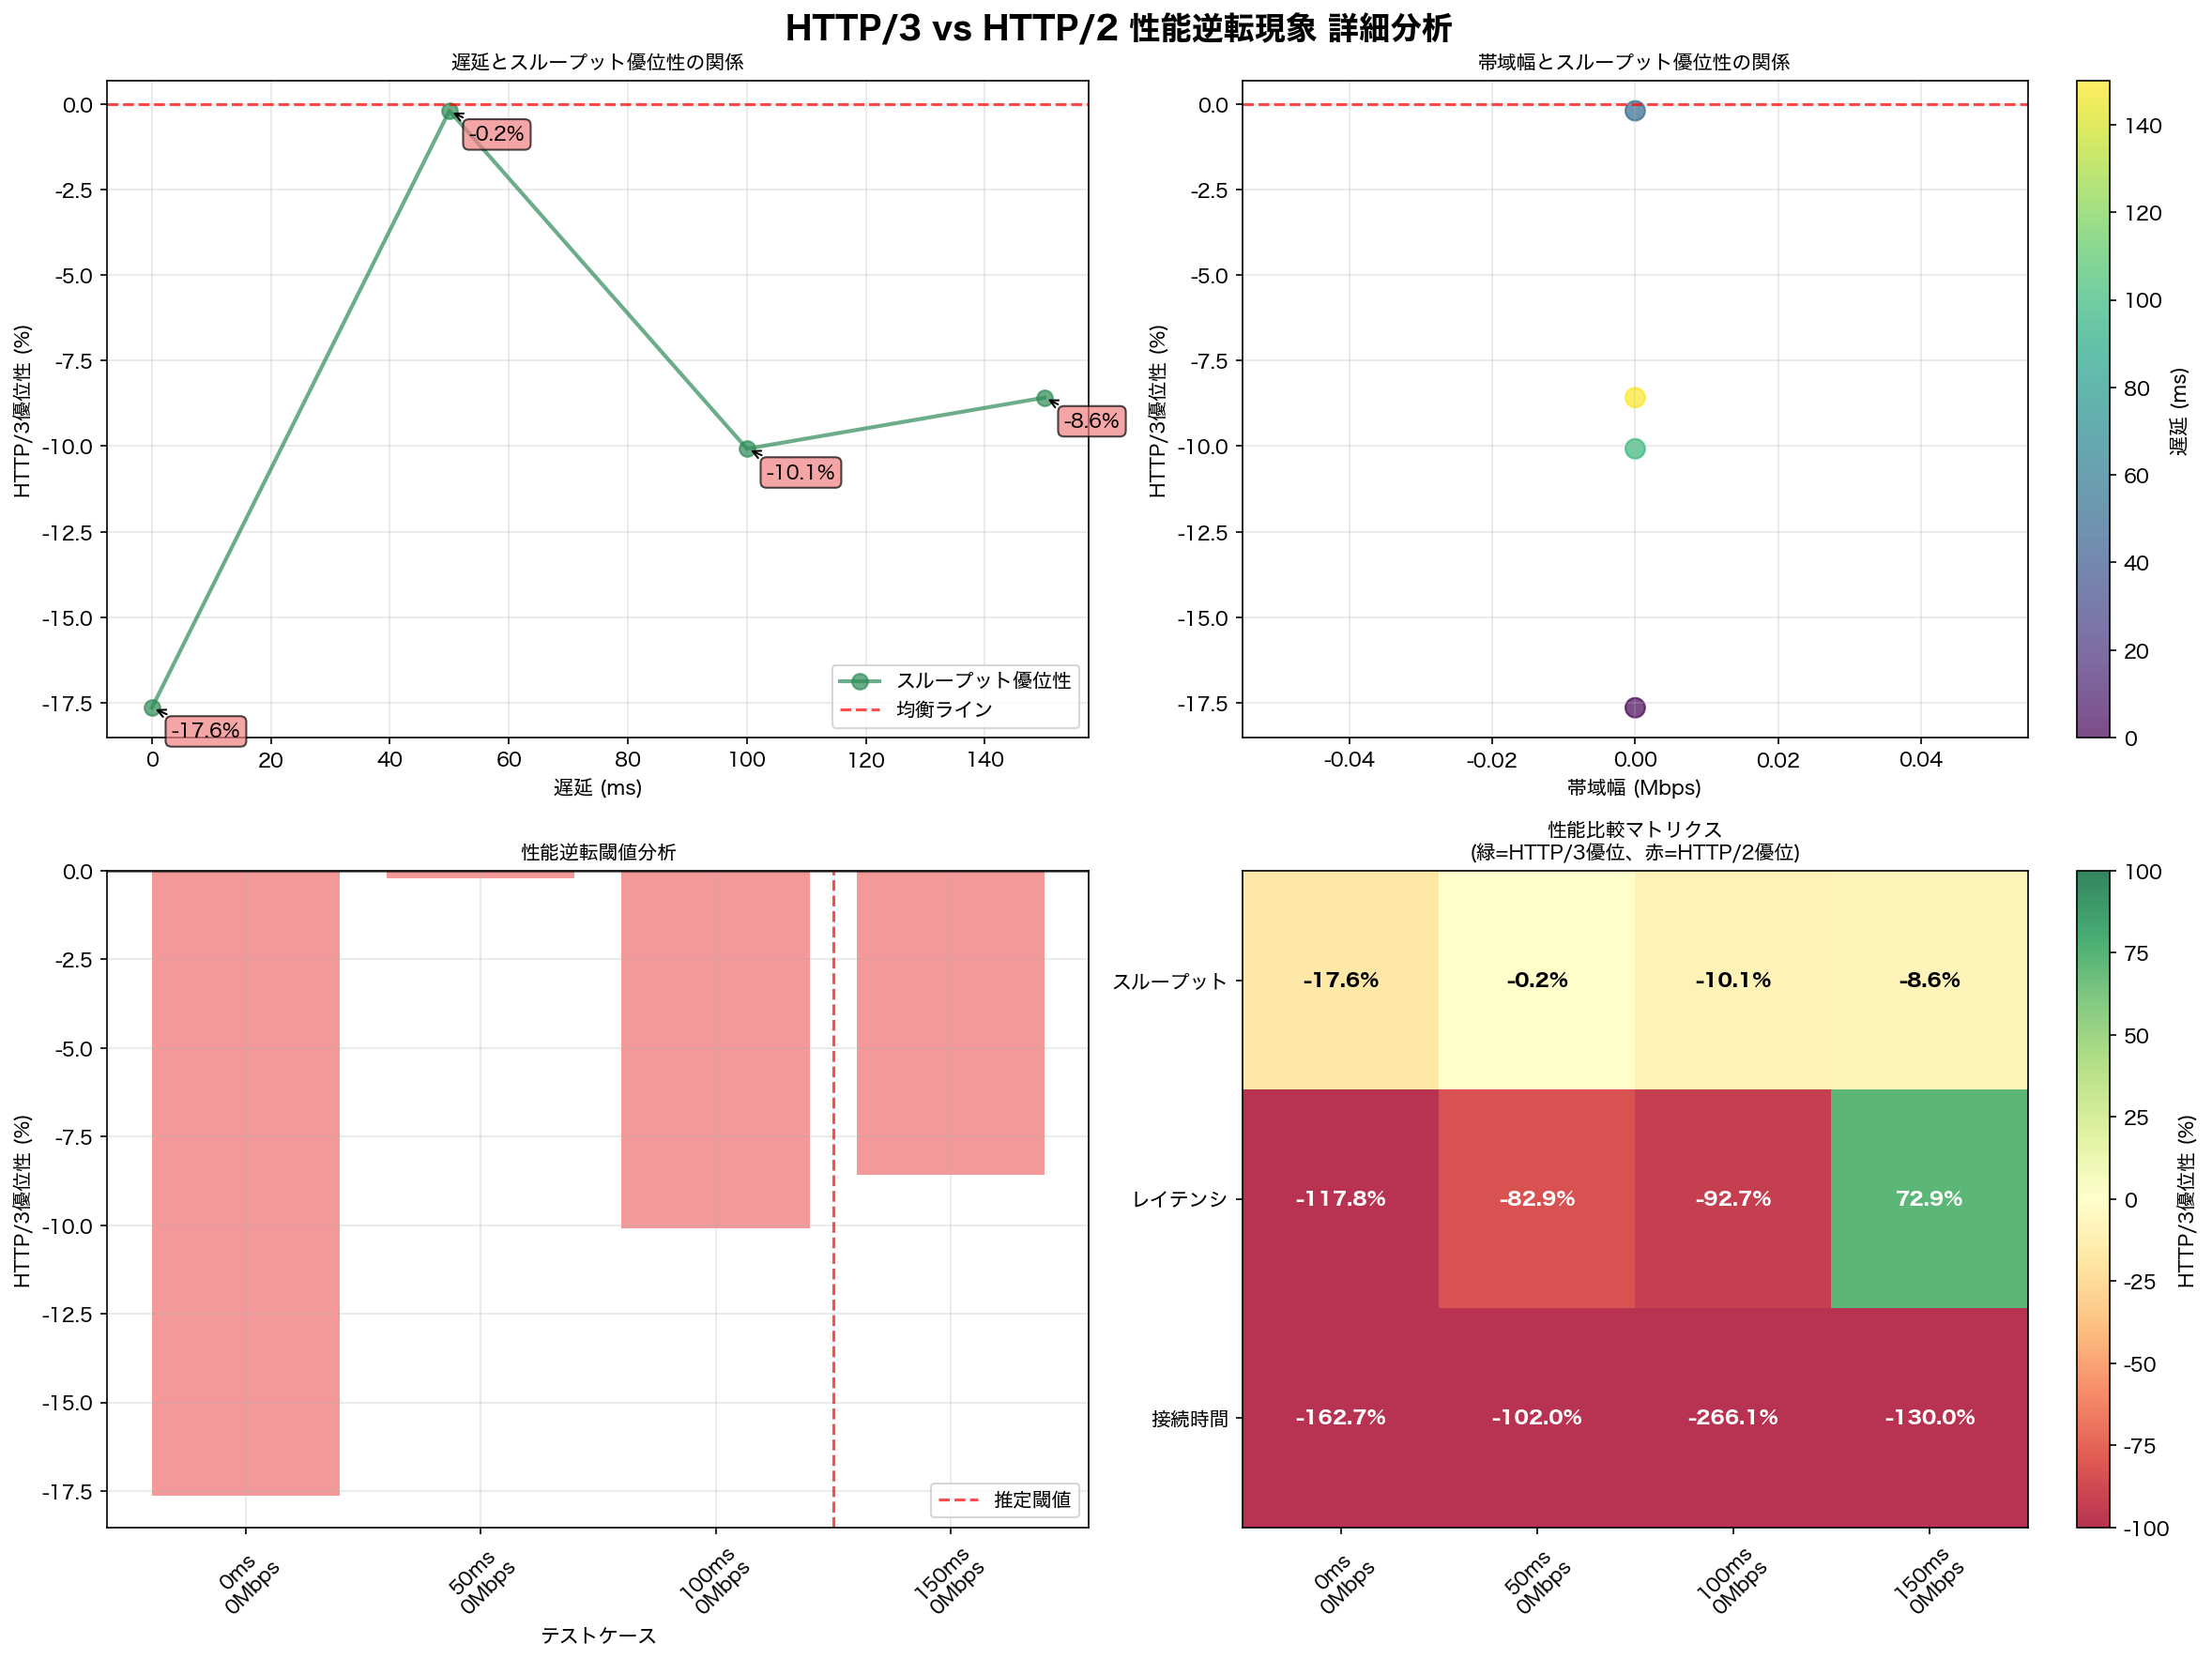 HTTP/3 vs HTTP/2 性能逆転現象 詳細分析
遅延とスループット優位性の関係
0.0
-2.5
-5.0
-7.5
-10.0
-12.5
-15.0
-17.5
HTTP/3優位性 (%)
-17.6%
-0.2%
-10.1%
-8.6%
スループット優位性
均衡ライン
0
20
40
60
80
100
120
140
遅延 (ms)
帯域幅とスループット優位性の関係
0.0
-2.5
-5.0
-7.5
-10.0
-12.5
-15.0
-17.5
HTTP/3優位性 (%)
-0.04
-0.02
0.00
0.02
0.04
帯域幅 (Mbps)
140
120
100
80
60
40
20
0
遅延 (ms)
性能逆転閾値分析
0.0
-2.5
-5.0
-7.5
-10.0
-12.5
-15.0
-17.5
HTTP/3優位性 (%)
推定閾値
0ms
0Mbps
50ms
0Mbps
100ms
0Mbps
150ms
0Mbps
テストケース
性能比較マトリクス
(緑=HTTP/3優位、赤=HTTP/2優位)
スループット
-17.6%
-0.2%
-10.1%
-8.6%
レイテンシ
-117.8%
-82.9%
-92.7%
72.9%
接続時間
-162.7%
-102.0%
-266.1%
-130.0%
0ms
0Mbps
50ms
0Mbps
100ms
0Mbps
150ms
0Mbps
100
75
50
25
0
-25
-50
-75
-100
HTTP/3優位性 (%)